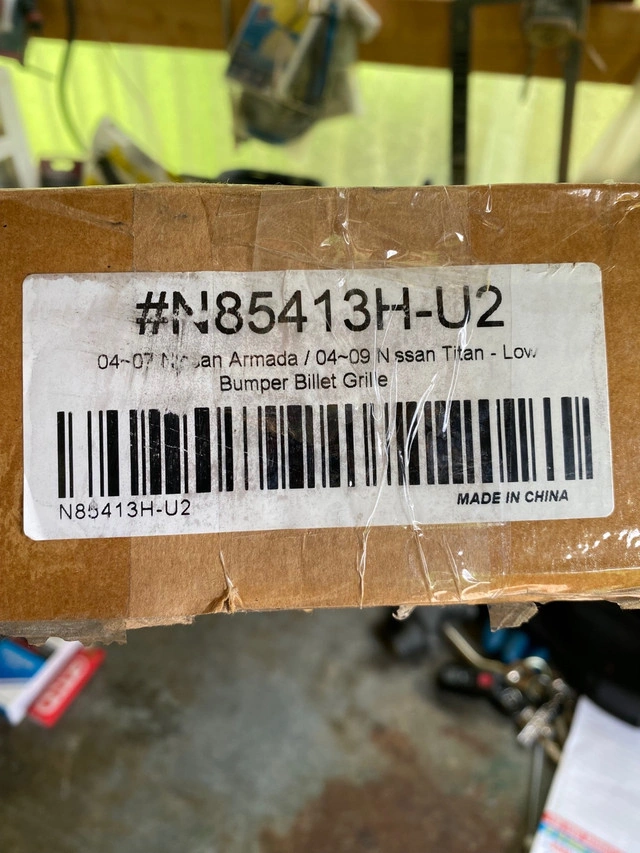 #N85413H-U2
04~07 Nissan Armada / 04~09 Nissan Titan - Low
Bumper Billet Grille
N85413H-U2
MADE IN CHINA